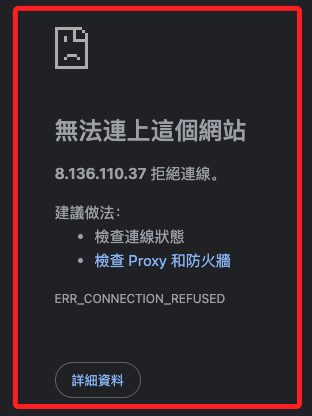 無法連上這個網站
8.136.110.37 拒絕連線。
建議做法：
檢查連線狀態
檢查 Proxy 和防火牆
ERR_CONNECTION_REFUSED
詳細資料